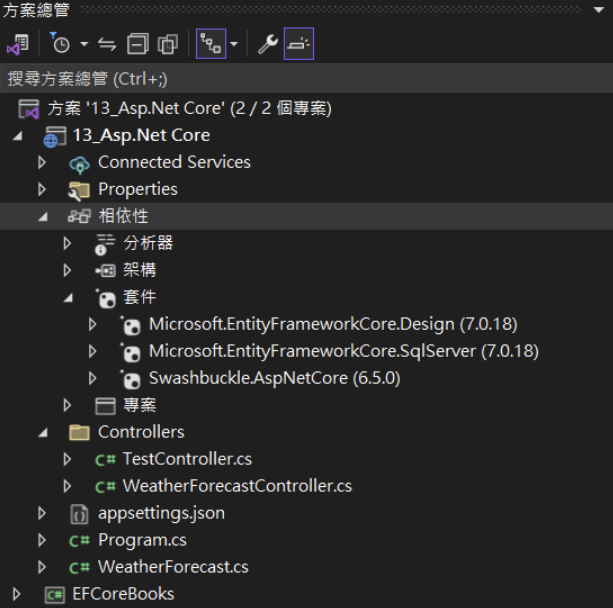 方案總管
搜尋方案總管 (Ctrl+;)
方案 '13_Asp.Net Core' (2 / 2 個專案)
13_Asp.Net Core
Connected Services
Properties
相依性
分析器
架構
套件
Microsoft.EntityFrameworkCore.Design (7.0.18)
Microsoft.EntityFrameworkCore.SqlServer (7.0.18)
Swashbuckle.AspNetCore (6.5.0)
專案
Controllers
C# TestController.cs
C# WeatherForecastController.cs
appsettings.json
C# Program.cs
C# WeatherForecast.cs
C# EFCoreBooks